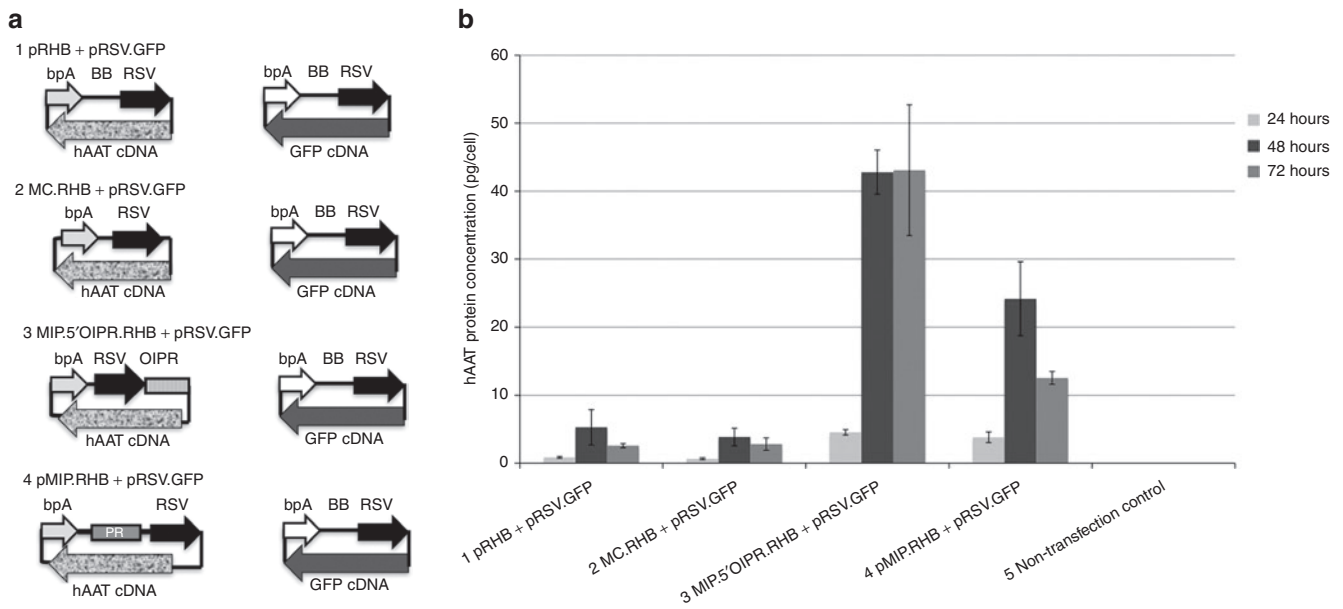 a
1 pRHB + pRSV.GFP
bpA BB RSV
bpA BB RSV
hAAT cDNA
GFP cDNA
2 MC.RHB + pRSV.GFP
bpA RSV
bpA BB RSV
hAAT cDNA
GFP cDNA
3 MIP.5′OIPR.RHB + pRSV.GFP
bpA RSV OIPR
bpA BB RSV
hAAT cDNA
GFP cDNA
4 pMIP.RHB + pRSV.GFP
bpA RSV
bpA BB RSV
PR
hAAT cDNA
GFP cDNA
b
hAAT protein concentration (pg/cell)
60
50
40
30
20
10
0
1 pRHB + pRSV.GFP
2 MC.RHB + pRSV.GFP
3 MIP.5′OIPR.RHB + pRSV.GFP
4 pMIP.RHB + pRSV.GFP
5 Non-transfection control
24 hours
48 hours
72 hours